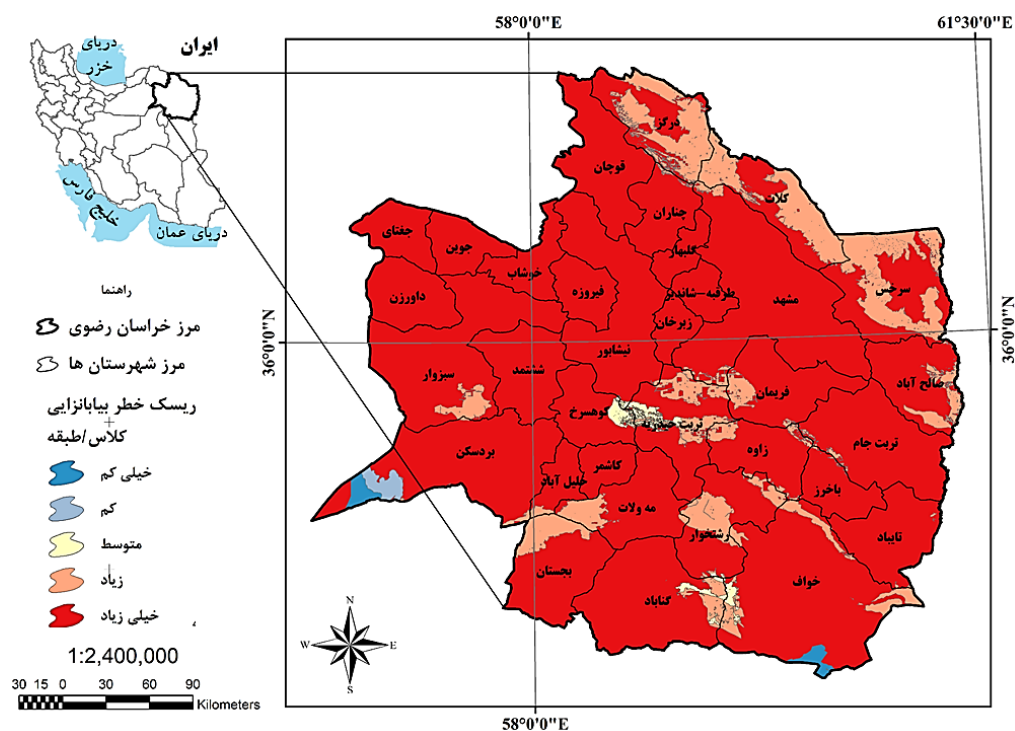 58°0'0"E
61°30'0"E
ایران
دریای
خزر
خلیج فارس
دریای عمان
راهنما
مرز خراسان رضوی
مرز شهرستان ها
ریسک خطر بیابانزایی
کلاس/طبقه
خیلی کم
کم
متوسط
زیاد
خیلی زیاد
1:2,400,000
30 15 0 30 60 90
Kilometers
36°0'0"N
36°0'0"N
درگز
قوچان
کلات
چناران
گلبهار
جغتای
جوین
خوشاب
فیروزه
طرقبه-شاندیز
مشهد
سرخس
داورزن
زبرخان
نیشابور
ششتمد
سبزوار
صالح آباد
فریمان
کوهسرخ
تربت حیدریه
تربت جام
بردسکن
زاوه
کاشمر
خلیل آباد
باخرز
مه ولات
رشتخوار
تایباد
بجستان
خواف
گناباد
N
W
E
S
58°0'0"E